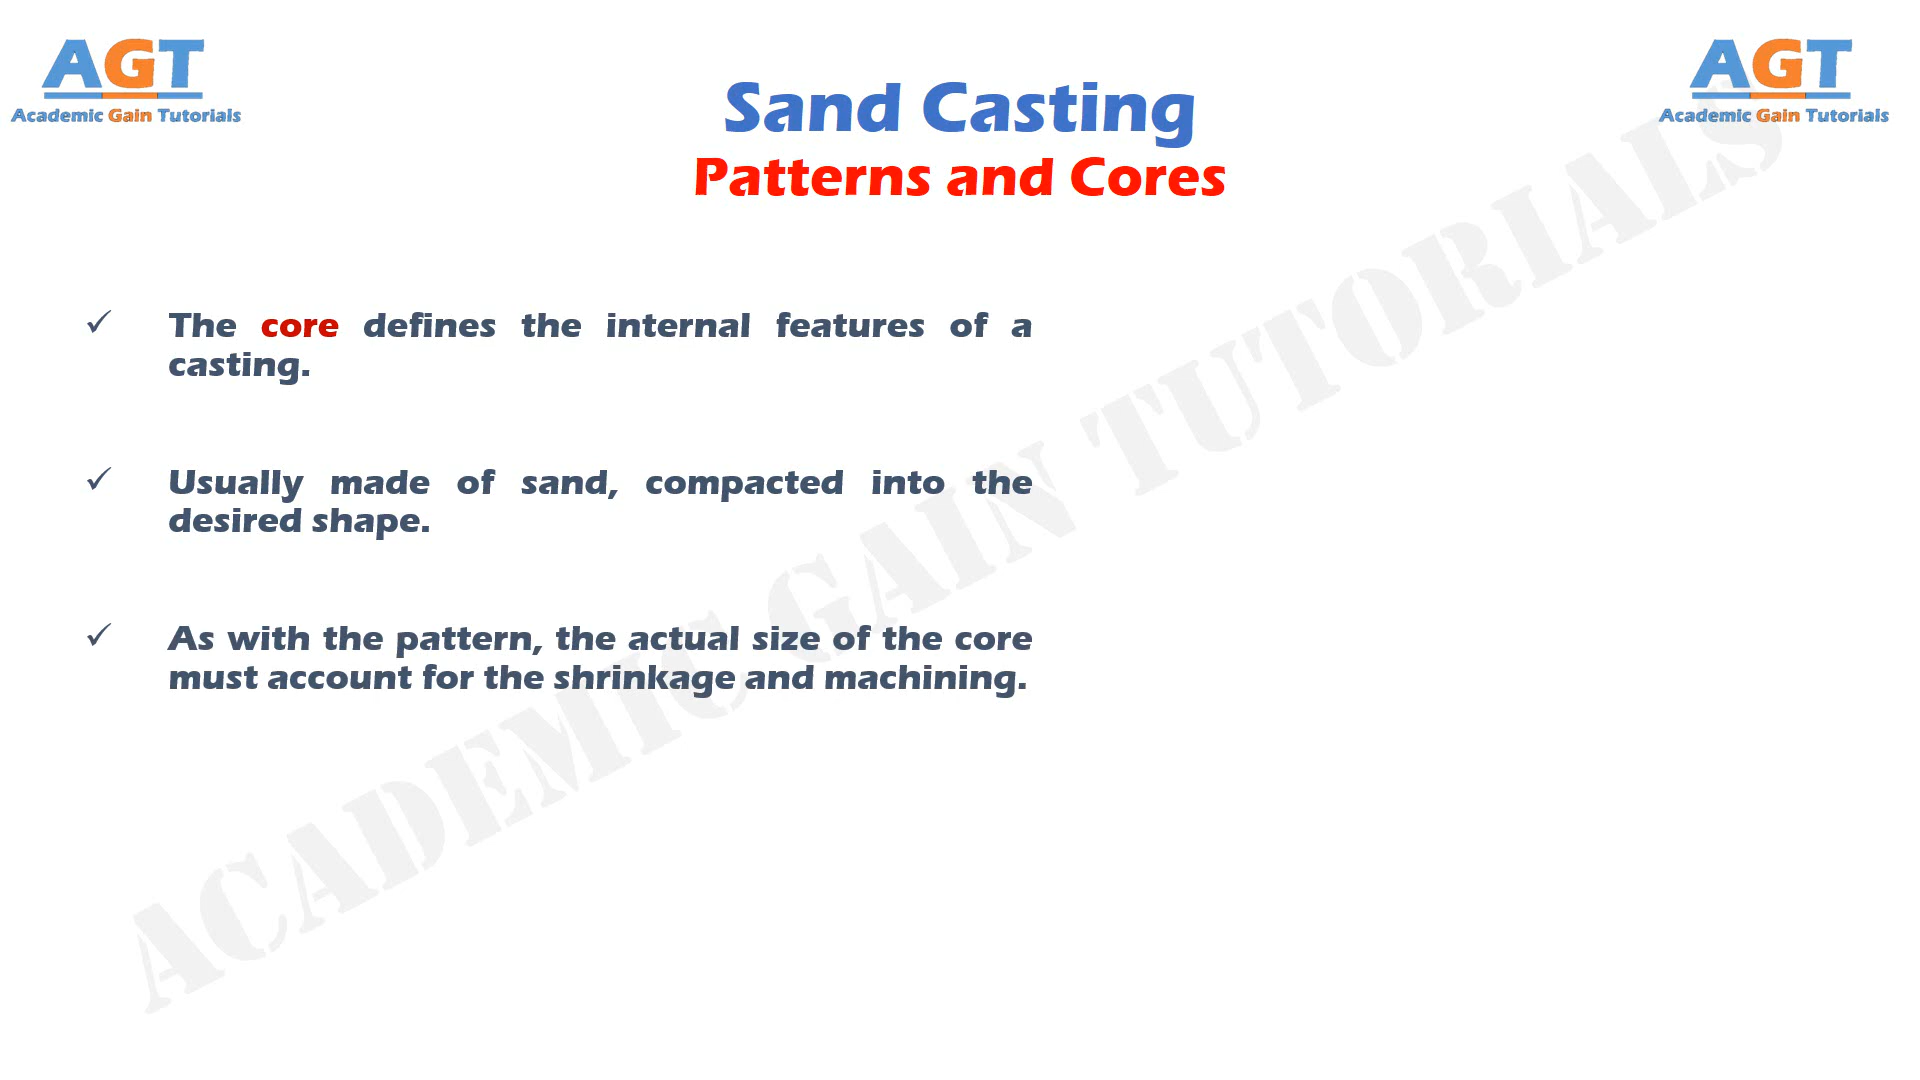 AGT
Academic Gain Tutorials
AGT
Academic Gain Tutorials
Sand Casting
Patterns and Cores
✓ The core defines the internal features of a
casting.
✓ Usually made of sand, compacted into the
desired shape.
✓ As with the pattern, the actual size of the core
must account for the shrinkage and machining.
ACADEMIC GAIN TUTORIALS